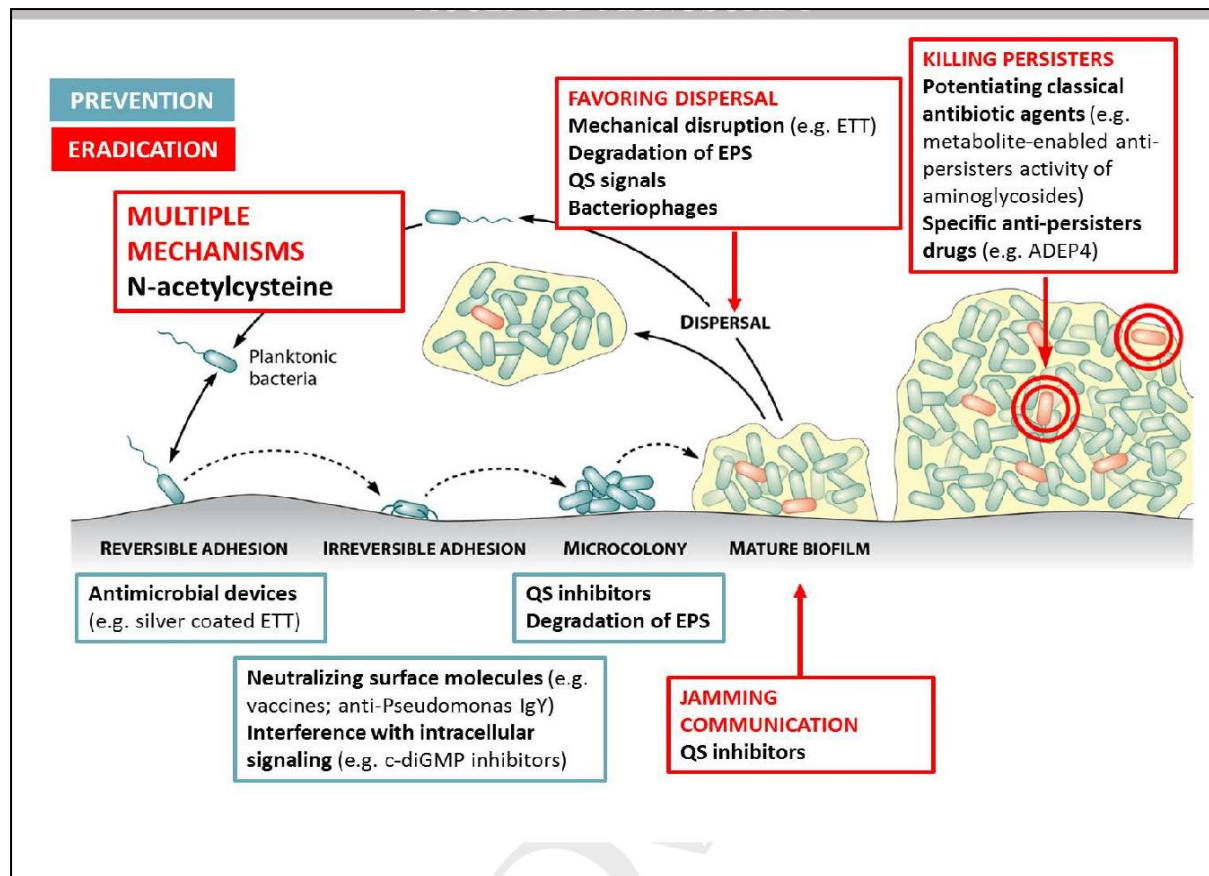 PREVENTION
ERADICATION
MULTIPLE
MECHANISMS
N-acetylcysteine
FAVORING DISPERSAL
Mechanical disruption (e.g. ETT)
Degradation of EPS
QS signals
Bacteriophages
KILLING PERSISTERS
Potentiating classical
antibiotic agents (e.g.
metabolite-enabled anti-
persisters activity of
aminoglycosides)
Specific anti-persisters
drugs (e.g. ADEP4)
DISPERSAL
Planktonic
bacteria
REVERSIBLE ADHESION
IRREVERSIBLE ADHESION
MICROCOLONY
MATURE BIOFILM
Antimicrobial devices
(e.g. silver coated ETT)
QS inhibitors
Degradation of EPS
Neutralizing surface molecules (e.g.
vaccines; anti-Pseudomonas IgY)
Interference with intracellular
signaling (e.g. c-diGMP inhibitors)
JAMMING
COMMUNICATION
QS inhibitors